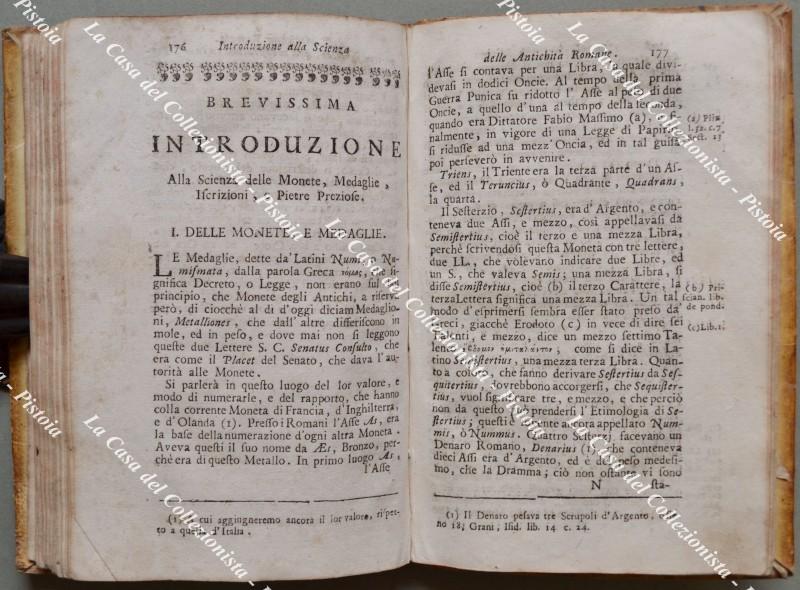 176 Introduzione alla Scienza
BREVISSIMA
INTRODUZIONE
Alla Scienza delle Monete, Medaglie,
Iscrizioni, Pietre Preziose.
I. DELLE MONETE, E MEDAGLIE.
LE Medaglie, dette da' Latini Numi, Nu-
mismata, dalla parola Greca che si-
gnifica Decreto, o Legge, non erano sul
principio, che Monete degli Antichi, a riserva
però, di ciocchè al dì d'oggi diciam Medaglio-
ni, Metalliones, che dall'altre differiscono in
mole, ed in peso, e dove mai non si leggono
queste due Lettere S. C. Senatus Consulto, che
era come il Placet del Senato, che dava l'au-
torità alle Monete.
Si parlerà in questo luogo del lor valore, e
modo di numerarle, e del rapporto, che hanno
colla corrente Moneta di Francia, d'Inghilterra,
e d'Olanda (1). Presso i Romani l'Asse As, era
la base della numerazione d'ogni altra Moneta.
Aveva questi il suo nome da Æs, Bronzo, per-
chè era di questo Metallo. In primo luogo As,
l'Asse
(1) cui aggiugneremo ancora il lor valore, rispet-
to a quella d'Italia.
delle Antichità Romane. 177
l'Asse si contava per una Libra, la quale divi-
devasi in dodici Oncie. Al tempo della prima
Guerra Punica fu ridotto l'Asse al peso di due
Oncie, a quello d'una al tempo della seconda,
quando era Dittatore Fabio Massimo (a), e fi-
nalmente, in vigore di una Legge di Papirio,
si ridusse ad una mezz'Oncia, ed in tal guisa
poi perseverò in avvenire.
(a) Plin.
l. 32. c. 7.
Sect. 13
Triens, il Triente era la terza parte d'un As-
se, ed il Teruncius, ò Quadrante, Quadrans,
la quarta.
Il Sesterzio, Sestertius, era d'Argento, e con-
teneva due Assi, e mezzo, così appellavasi da
Semistertius, cioè il terzo e una mezza Libra,
perchè scrivendosi questa Moneta con tre lettere,
due LL, che volevano indicare due Libre, ed
un S., che valeva Semis; una mezza Libra, si
disse Semistertius, cioè (b) il terzo Carattere, la
terza Lettera significa una mezza Libra. Un tal
modo d'esprimersi sembra esser stato preso da'
Greci, giacchè Erodoto (c) in vece di dire sei
Talenti, e mezzo, dice un mezzo settimo Ta-
lento, come si dice in La-
tino Semistertius, una mezza terza Libra. Quan-
to a coloro, che fanno derivare Sestertius da Ses-
quitertius dovrebbono accorgersi, che Sequister-
tius, vuol significare tre, e mezzo, e che perciò
non da questo può prendersi l'Etimologia di Se-
stertius; questi è sovente ancora appellato Num-
mis, ò Nummus. Quattro Sesterzj facevano un
Denaro Romano, Denarius (1) che conteneva
dieci Assi era d'Argento, ed è del peso medesi-
mo, che la Dramma; ciò non ostante vi sono
(b) Pri-
scian. lib.
de pond.
(c) Lib. 1.
N sta-
(1) Il Denaro pesava tre Scrupoli d'Argento,
no 18; Grani, Isid. lib. 14 c. 24.
La Casa del Collezionista - Pistoia